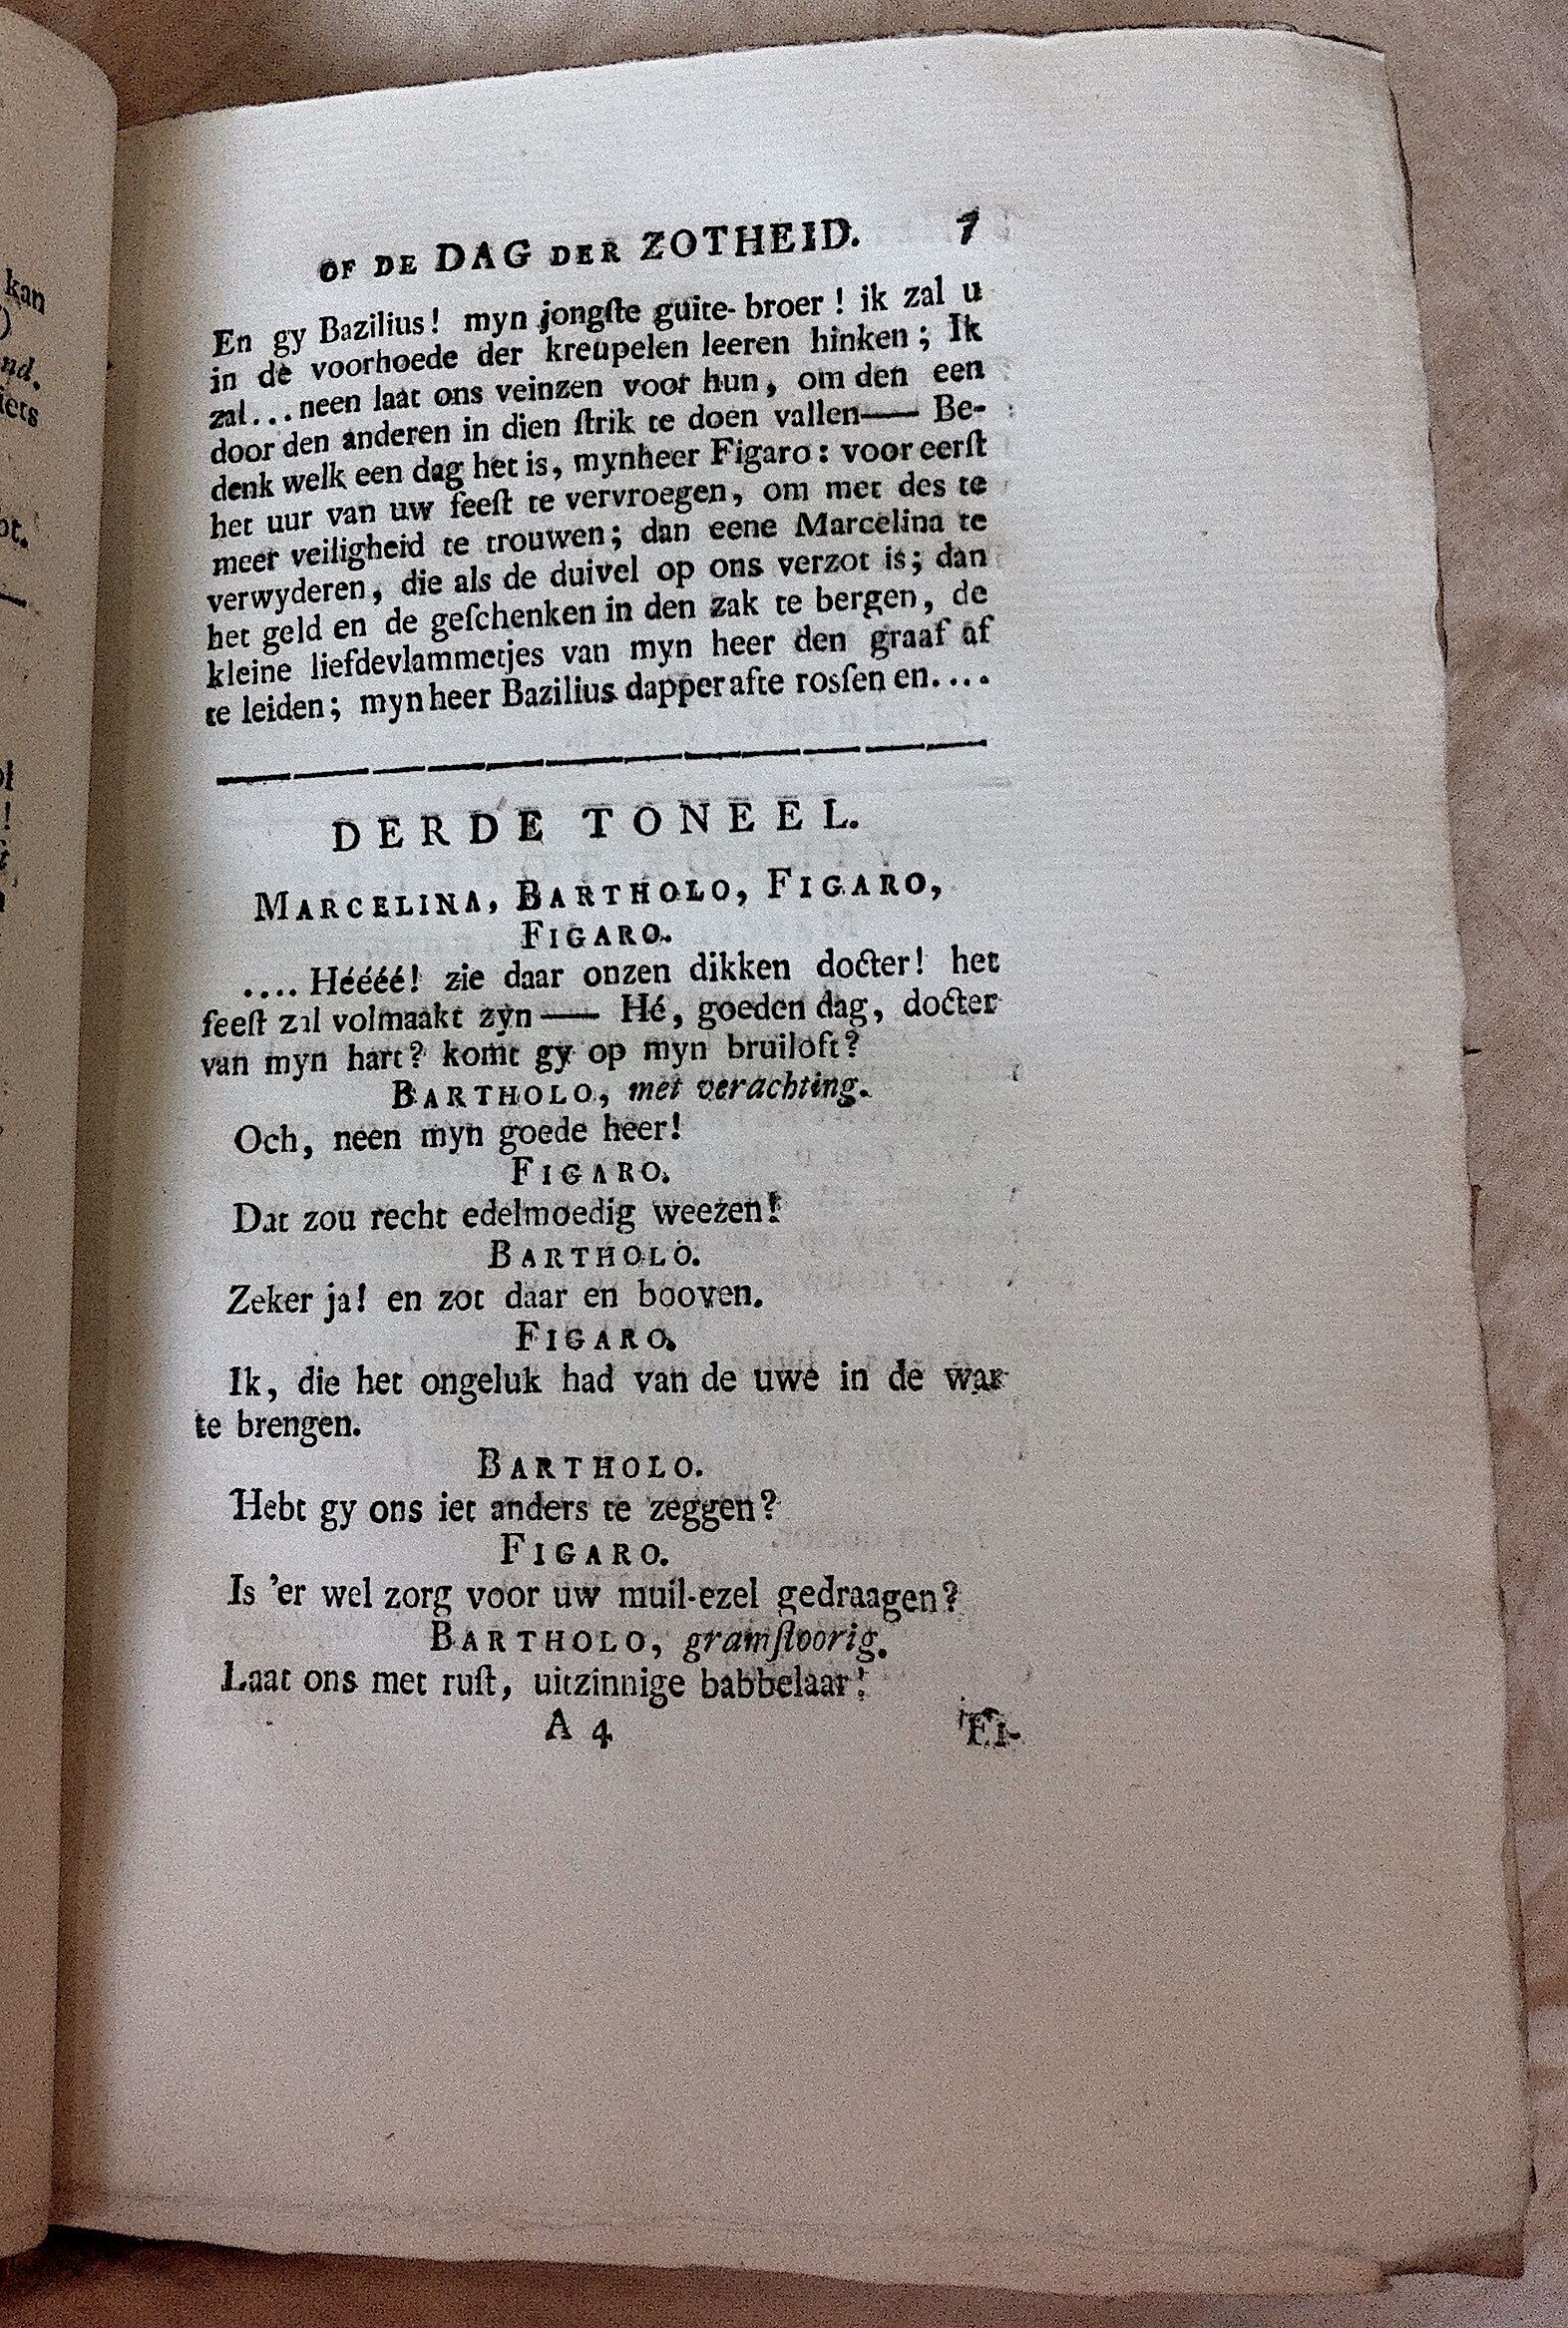 kan
)
nd.
iets
ot.
ol
!
OF DE DAG DER ZOTHEID. 7
En gy Bazilius! myn jongſte guite-broer! ik zal u
in de voorhoede der kreupelen leeren hinken; Ik
zal... neen laat ons veinzen voor hun, om den een
door den anderen in dien ſtrik te doen vallen—— Be-
denk welk een dag het is, mynheer Figaro: voor eerſt
het uur van uw feeſt te vervroegen, om met des te
meer veiligheid te trouwen; dan eene Marcelina te
verwyderen, die als de duivel op ons verzot is; dan
het geld en de geſchenken in den zak te bergen, de
kleine liefdevlammetjes van myn heer den graaf af
te leiden; myn heer Bazilius dapper afte rosſen en....
DERDE TONEEL.
MARCELINA, BARTHOLO, FIGARO,
FIGARO.
.... Héééé! zie daar onzen dikken docter! het
feeſt zal volmaakt zyn—— Hé, goeden dag, docter
van myn hart? komt gy op myn bruiloft?
BARTHOLO, met verachting.
Och, neen myn goede heer!
FIGARO.
Dat zou recht edelmoedig weezen!
BARTHOLO.
Zeker ja! en zot daar en booven.
FIGARO.
Ik, die het ongeluk had van de uwe in de war
te brengen.
BARTHOLO.
Hebt gy ons iet anders te zeggen?
FIGARO.
Is 'er wel zorg voor uw muil-ezel gedraagen?
BARTHOLO, gramſtoorig.
Laat ons met ruſt, uitzinnige babbelaar!
A 4 FI-